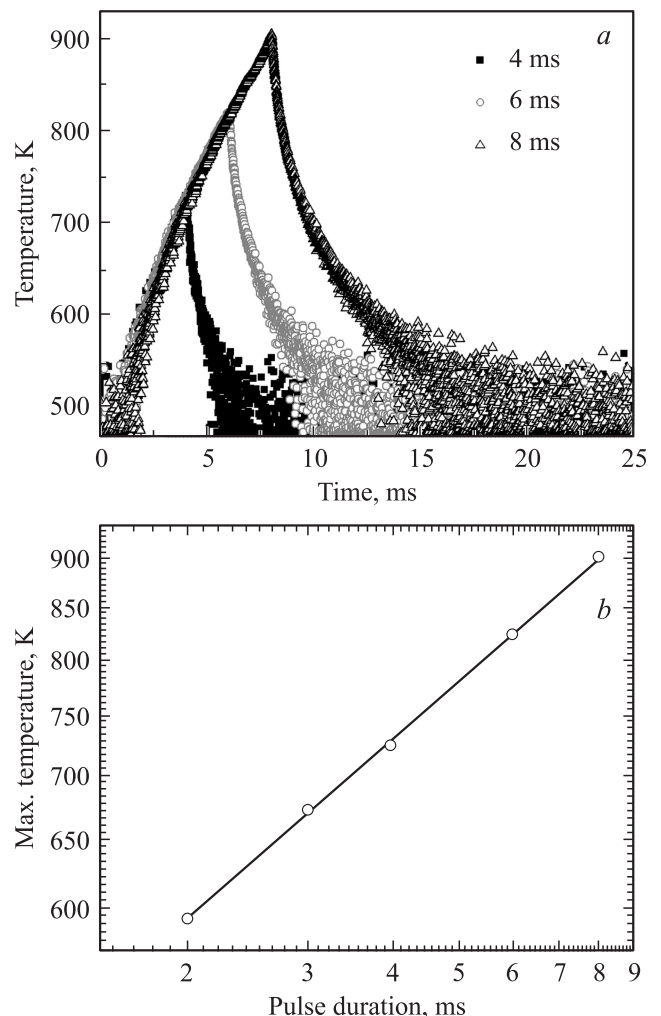 900
800
700
600
500
Temperature, K
a
4 ms
6 ms
8 ms
0 5 10 15 20 25
Time, ms
900
850
800
750
700
650
600
Max. temperature, K
b
2 3 4 5 6 7 8 9
Pulse duration, ms